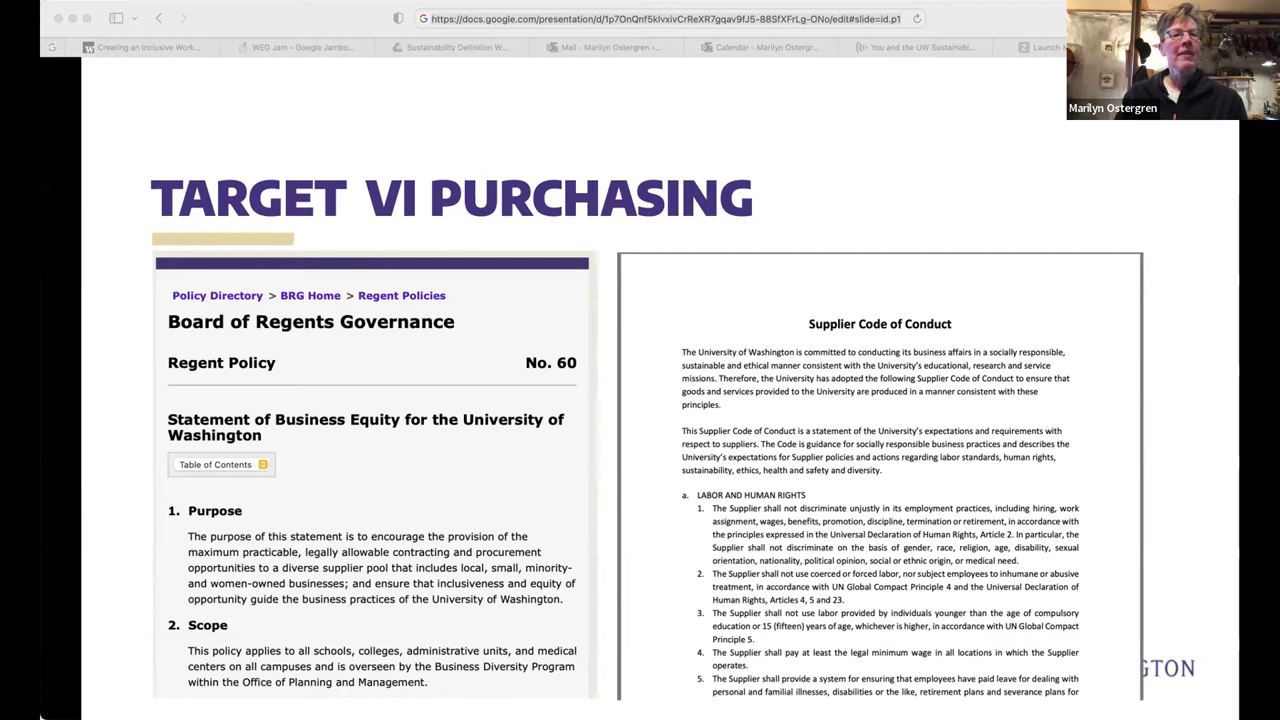 https://docs.google.com/presentation/d/1p7OnQnf5kIvxivCrReXR7gqav9fJ5-88SfXFrLg-ONo/edit#slide=id.p1
Creating an Inclusive Work...
WEG Jam - Google Jambo...
Sustainability Definition W...
Mail - Marilyn Ostergren -...
Calendar - Marilyn Ostergr...
You and the UW Sustainabi...
Launch
Marilyn Ostergren
TARGET VI PURCHASING
Policy Directory > BRG Home > Regent Policies
Board of Regents Governance
Regent Policy No. 60
Statement of Business Equity for the University of
Washington
Table of Contents
1. Purpose
The purpose of this statement is to encourage the provision of the
maximum practicable, legally allowable contracting and procurement
opportunities to a diverse supplier pool that includes local, small, minority-
and women-owned businesses; and ensure that inclusiveness and equity of
opportunity guide the business practices of the University of Washington.
2. Scope
This policy applies to all schools, colleges, administrative units, and medical
centers on all campuses and is overseen by the Business Diversity Program
within the Office of Planning and Management.
Supplier Code of Conduct
The University of Washington is committed to conducting its business affairs in a socially responsible,
sustainable and ethical manner consistent with the University's educational, research and service
missions. Therefore, the University has adopted the following Supplier Code of Conduct to ensure that
goods and services provided to the University are produced in a manner consistent with these
principles.
This Supplier Code of Conduct is a statement of the University's expectations and requirements with
respect to suppliers. The Code is guidance for socially responsible business practices and describes the
University's expectations for Supplier policies and actions regarding labor standards, human rights,
sustainability, ethics, health and safety and diversity.
a. LABOR AND HUMAN RIGHTS
1. The Supplier shall not discriminate unjustly in its employment practices, including hiring, work
assignment, wages, benefits, promotion, discipline, termination or retirement, in accordance with
the principles expressed in the Universal Declaration of Human Rights, Article 2. In particular, the
Supplier shall not discriminate on the basis of gender, race, religion, age, disability, sexual
orientation, nationality, political opinion, social or ethnic origin, or medical need.
2. The Supplier shall not use coerced or forced labor, nor subject employees to inhumane or abusive
treatment, in accordance with UN Global Compact Principle 4 and the Universal Declaration of
Human Rights, Articles 4, 5 and 23.
3. The Supplier shall not use labor provided by individuals younger than the age of compulsory
education or 15 (fifteen) years of age, whichever is higher, in accordance with UN Global Compact
Principle 5.
4. The Supplier shall pay at least the legal minimum wage in all locations in which the Supplier
operates.
5. The Supplier shall provide a system for ensuring that employees have paid leave for dealing with
personal and familial illnesses, disabilities or the like, retirement plans and severance plans for
GTON